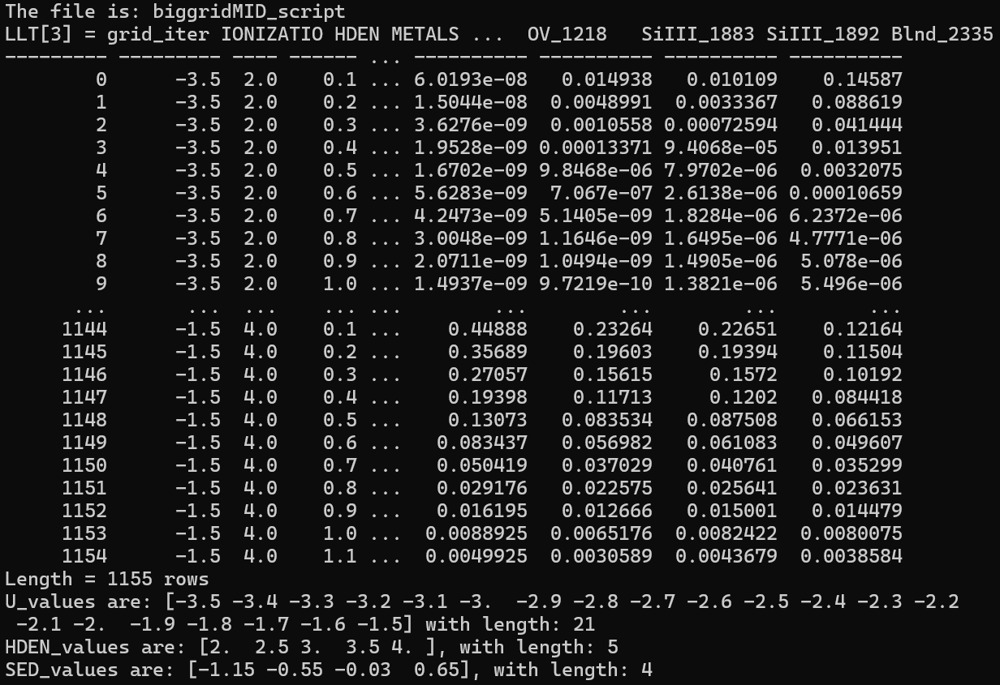 The file is: biggridMID_script
LLT[3] = grid_iter IONIZATIO HDEN METALS ...  OV_1218   SiIII_1883 SiIII_1892 Blnd_2335
--------- --------- ---- ------ ... ---------- ---------- ---------- ----------
        0      -3.5  2.0    0.1 ... 6.0193e-08   0.014938   0.010109    0.14587
        1      -3.5  2.0    0.2 ... 1.5044e-08  0.0048991  0.0033367   0.088619
        2      -3.5  2.0    0.3 ... 3.6276e-09  0.0010558 0.00072594   0.041444
        3      -3.5  2.0    0.4 ... 1.9528e-09 0.00013371 9.4068e-05   0.013951
        4      -3.5  2.0    0.5 ... 1.6702e-09 9.8468e-06 7.9702e-06  0.0032075
        5      -3.5  2.0    0.6 ... 5.6283e-09  7.067e-07 2.6138e-06 0.00010659
        6      -3.5  2.0    0.7 ... 4.2473e-09 5.1405e-09 1.8284e-06 6.2372e-06
        7      -3.5  2.0    0.8 ... 3.0048e-09 1.1646e-09 1.6495e-06 4.7771e-06
        8      -3.5  2.0    0.9 ... 2.0711e-09 1.0494e-09 1.4905e-06  5.078e-06
        9      -3.5  2.0    1.0 ... 1.4937e-09 9.7219e-10 1.3821e-06  5.496e-06
      ...       ...  ...    ... ...        ...        ...        ...        ...
     1144      -1.5  4.0    0.1 ...    0.44888    0.23264    0.22651    0.12164
     1145      -1.5  4.0    0.2 ...    0.35689    0.19603    0.19394    0.11504
     1146      -1.5  4.0    0.3 ...    0.27057    0.15615     0.1572    0.10192
     1147      -1.5  4.0    0.4 ...    0.19398    0.11713     0.1202   0.084418
     1148      -1.5  4.0    0.5 ...    0.13073   0.083534   0.087508   0.066153
     1149      -1.5  4.0    0.6 ...   0.083437   0.056982   0.061083   0.049607
     1150      -1.5  4.0    0.7 ...   0.050419   0.037029   0.040761   0.035299
     1151      -1.5  4.0    0.8 ...   0.029176   0.022575   0.025641   0.023631
     1152      -1.5  4.0    0.9 ...   0.016195   0.012666   0.015001   0.014479
     1153      -1.5  4.0    1.0 ...  0.0088925  0.0065176  0.0082422  0.0080075
     1154      -1.5  4.0    1.1 ...  0.0049925  0.0030589  0.0043679  0.0038584
Length = 1155 rows
U_values are: [-3.5 -3.4 -3.3 -3.2 -3.1 -3.  -2.9 -2.8 -2.7 -2.6 -2.5 -2.4 -2.3 -2.2
 -2.1 -2.  -1.9 -1.8 -1.7 -1.6 -1.5] with length: 21
HDEN_values are: [2.  2.5 3.  3.5 4. ], with length: 5
SED_values are: [-1.15 -0.55 -0.03  0.65], with length: 4